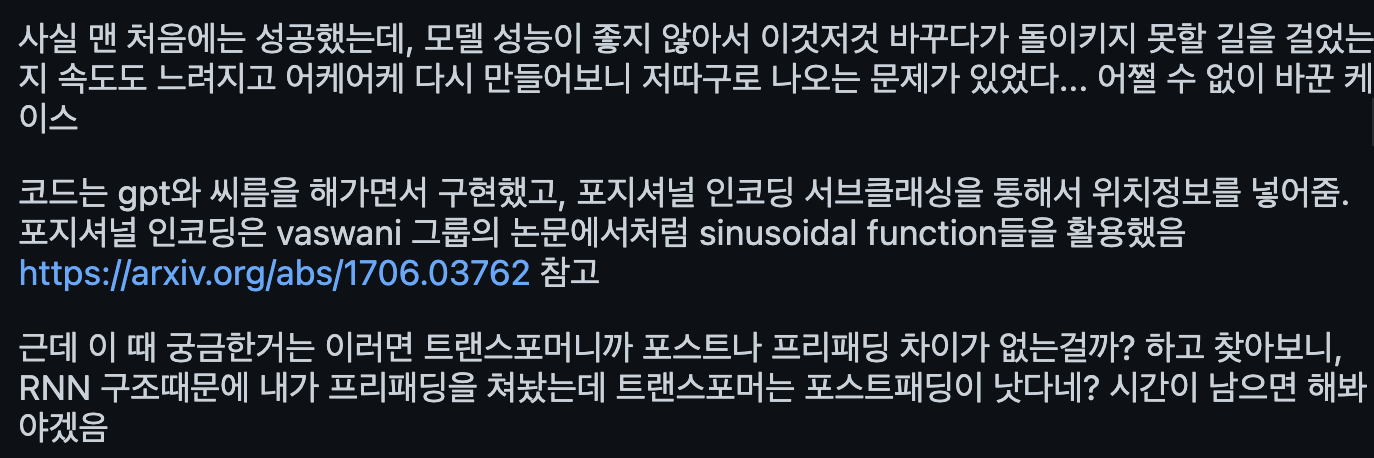 사실 맨 처음에는 성공했는데, 모델 성능이 좋지 않아서 이것저것 바꾸다가 돌이키지 못할 길을 걸었는
지 속도도 느려지고 어케어케 다시 만들어보니 저따구로 나오는 문제가 있었다... 어쩔 수 없이 바꾼 케
이스
코드는 gpt와 씨름을 해가면서 구현했고, 포지셔널 인코딩 서브클래싱을 통해서 위치정보를 넣어줌.
포지셔널 인코딩은 vaswani 그룹의 논문에서처럼 sinusoidal function들을 활용했음
https://arxiv.org/abs/1706.03762 참고
근데 이 때 궁금한거는 이러면 트랜스포머니까 포스트나 프리패딩 차이가 없는걸까? 하고 찾아보니,
RNN 구조때문에 내가 프리패딩을 쳐놨는데 트랜스포머는 포스트패딩이 낫다네? 시간이 남으면 해봐
야겠음